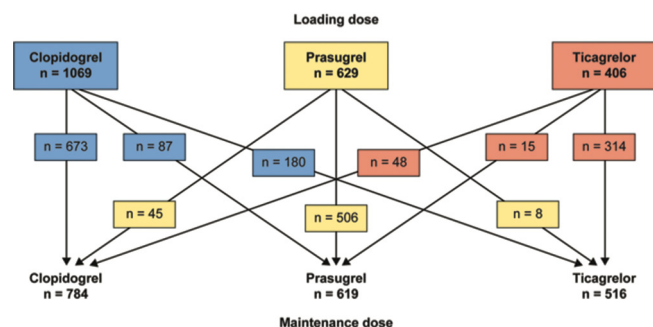 Loading dose
Clopidogrel
n = 1069
Prasugrel
n = 629
Ticagrelor
n = 406
n = 673
n = 87
n = 180
n = 48
n = 15
n = 314
n = 45
n = 506
n = 8
Clopidogrel
n = 784
Prasugrel
n = 619
Ticagrelor
n = 516
Maintenance dose